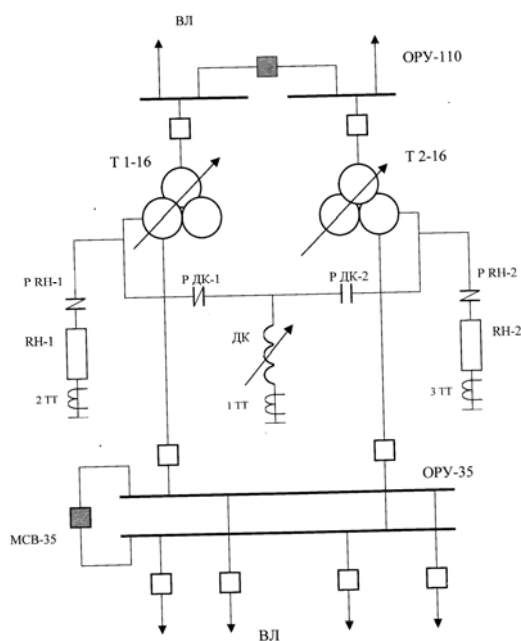 ВЛ
ОРУ-110
Т 1-16
Т 2-16
Р RН-1
Р ДК-1
Р ДК-2
Р RН-2
RН-1
ДК
RН-2
2 ТТ
1 ТТ
3 ТТ
ОРУ-35
МСВ-35
ВЛ